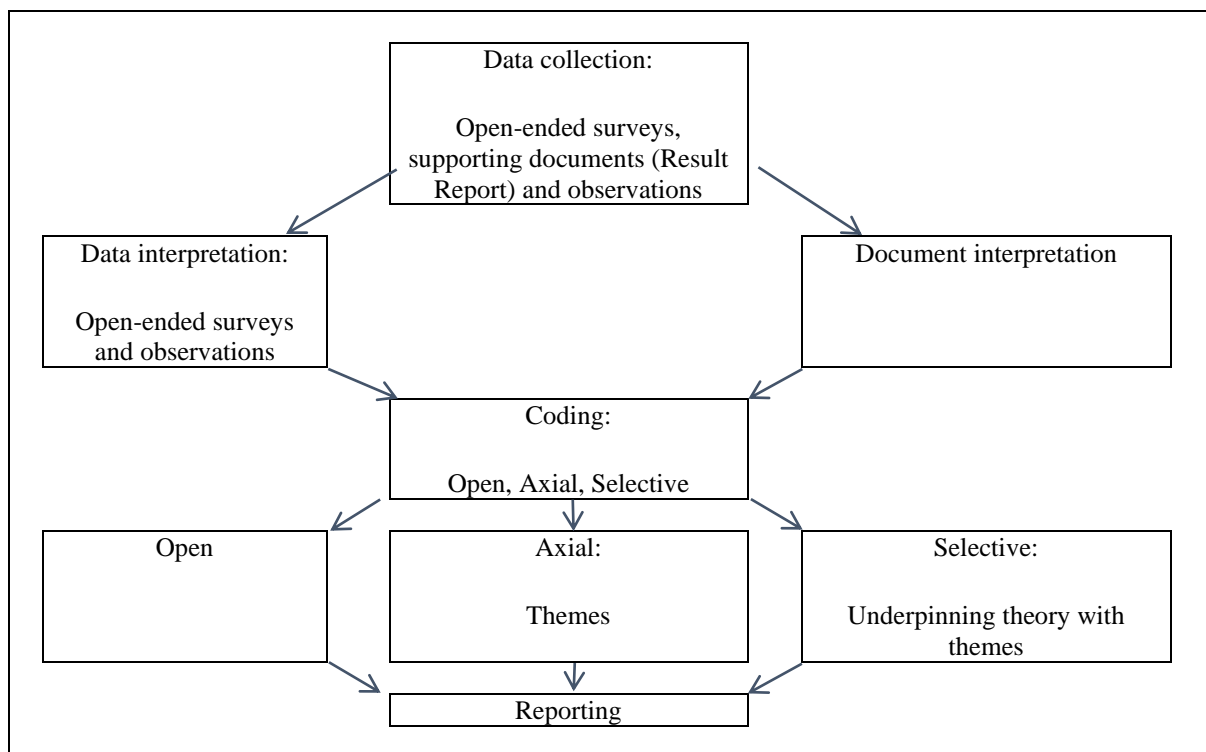 Data collection:
Open-ended surveys,
supporting documents (Result
Report) and observations
Data interpretation:
Open-ended surveys
and observations
Document interpretation
Coding:
Open, Axial, Selective
Open
Axial:
Themes
Selective:
Underpinning theory with
themes
Reporting